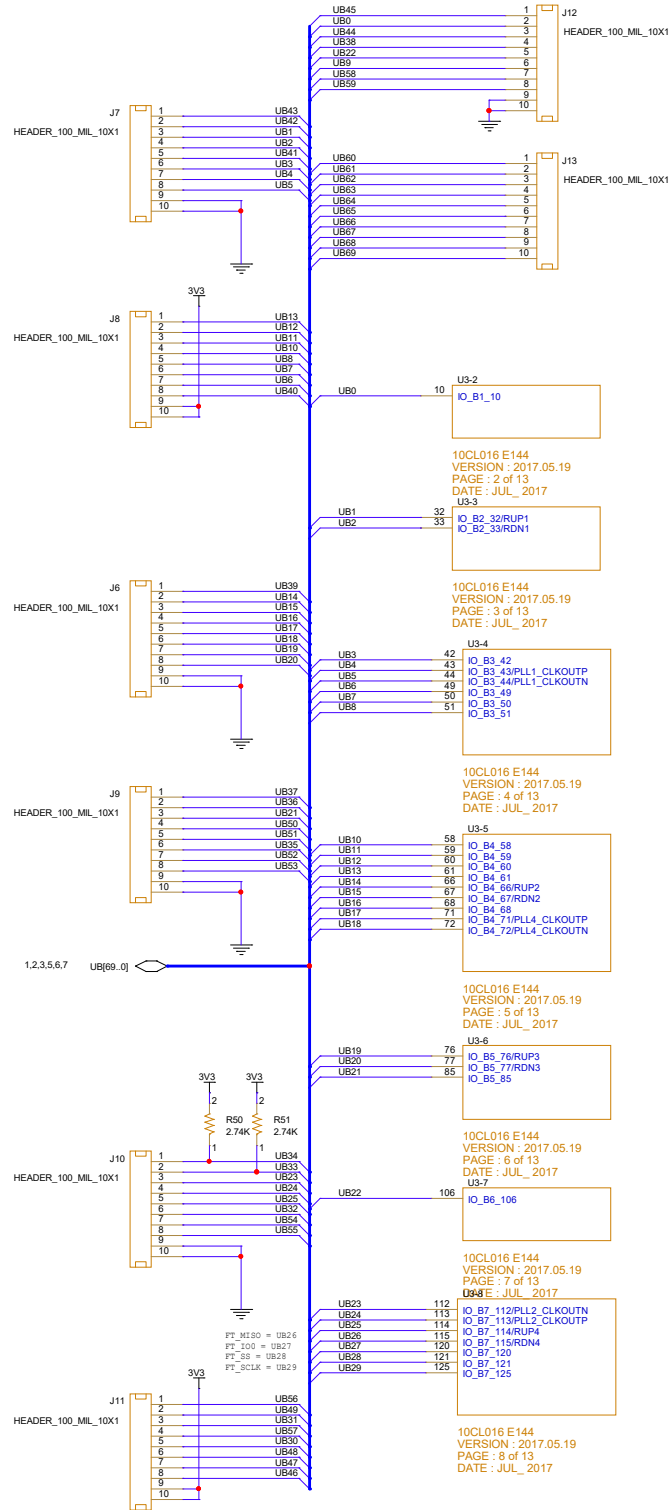 J12
HEADER_100_MIL_10X1
UB45 1
UB0 2
UB44 3
UB38 4
UB22 5
UB9 6
UB58 7
UB59 8
9
10
J7
HEADER_100_MIL_10X1
1 UB43
2 UB42
3 UB1
4 UB2
5 UB41
6 UB3
7 UB4
8 UB5
9
10
J13
HEADER_100_MIL_10X1
UB60 1
UB61 2
UB62 3
UB63 4
UB64 5
UB65 6
UB66 7
UB67 8
UB68 9
UB69 10
3V3
J8
HEADER_100_MIL_10X1
1 UB13
2 UB12
3 UB11
4 UB10
5 UB8
6 UB7
7 UB6
8 UB40
9
10
U3-2
UB0 10 IO_B1_10
10CL016 E144
VERSION : 2017.05.19
PAGE : 2 of 13
DATE : JUL_ 2017
U3-3
UB1 32 IO_B2_32/RUP1
UB2 33 IO_B2_33/RDN1
10CL016 E144
VERSION : 2017.05.19
PAGE : 3 of 13
DATE : JUL_ 2017
J6
HEADER_100_MIL_10X1
1 UB39
2 UB14
3 UB15
4 UB16
5 UB17
6 UB18
7 UB19
8 UB20
9
10
U3-4
UB3 42 IO_B3_42
UB4 43 IO_B3_43/PLL1_CLKOUTP
UB5 44 IO_B3_44/PLL1_CLKOUTN
UB6 49 IO_B3_49
UB7 50 IO_B3_50
UB8 51 IO_B3_51
10CL016 E144
VERSION : 2017.05.19
PAGE : 4 of 13
DATE : JUL_ 2017
J9
HEADER_100_MIL_10X1
1 UB37
2 UB36
3 UB21
4 UB50
5 UB51
6 UB35
7 UB52
8 UB53
9
10
U3-5
UB10 58 IO_B4_58
UB11 59 IO_B4_59
UB12 60 IO_B4_60
UB13 61 IO_B4_61
UB14 66 IO_B4_66/RUP2
UB15 67 IO_B4_67/RDN2
UB16 68 IO_B4_68
UB17 71 IO_B4_71/PLL4_CLKOUTP
UB18 72 IO_B4_72/PLL4_CLKOUTN
10CL016 E144
VERSION : 2017.05.19
PAGE : 5 of 13
DATE : JUL_ 2017
1,2,3,5,6,7 UB[69..0]
U3-6
UB19 76 IO_B5_76/RUP3
UB20 77 IO_B5_77/RDN3
UB21 85 IO_B5_85
10CL016 E144
VERSION : 2017.05.19
PAGE : 6 of 13
DATE : JUL_ 2017
3V3 3V3
2 2
R50 R51
2.74K 2.74K
1 1
J10
HEADER_100_MIL_10X1
1 UB34
2 UB33
3 UB23
4 UB24
5 UB25
6 UB32
7 UB54
8 UB55
9
10
U3-7
UB22 106 IO_B6_106
10CL016 E144
VERSION : 2017.05.19
PAGE : 7 of 13
DATE : JUL_ 2017
U3-8
UB23 112 IO_B7_112/PLL2_CLKOUTN
UB24 113 IO_B7_113/PLL2_CLKOUTP
UB25 114 IO_B7_114/RUP4
UB26 115 IO_B7_115/RDN4
UB27 120 IO_B7_120
UB28 121 IO_B7_121
UB29 125 IO_B7_125
10CL016 E144
VERSION : 2017.05.19
PAGE : 8 of 13
DATE : JUL_ 2017
FT_MISO = UB26
FT_IO0 = UB27
FT_SS = UB28
FT_SCLK = UB29
3V3
J11
HEADER_100_MIL_10X1
1 UB56
2 UB49
3 UB31
4 UB57
5 UB30
6 UB48
7 UB47
8 UB46
9
10